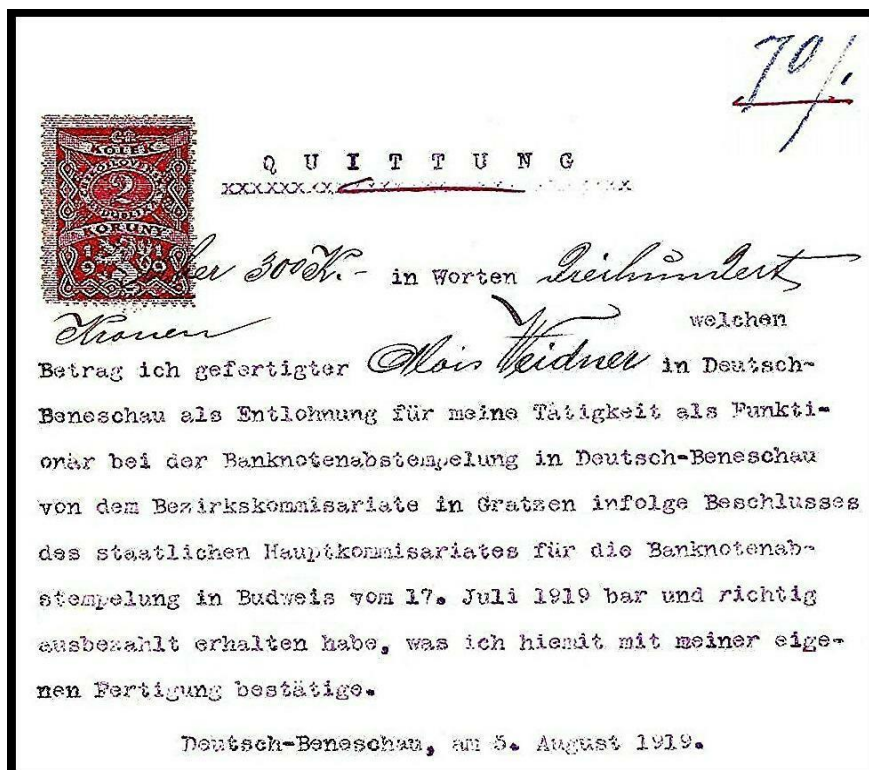 70/.
KOLEK
2
KORUNY
1919
QUITTUNG
xxxxxx
über 300 K.- in Worten Dreihundert
Kronen welchen
Betrag ich gefertigter Alois Weidner in Deutsch-
Beneschau als Entlohnung für meine Tätigkeit als Funkti-
onär bei der Banknotenabstempelung in Deutsch-Beneschau
von dem Bezirkskommisariate in Gratzen infolge Beschlusses
des staatlichen Hauptkommisariates für die Banknotenab-
stempelung in Budweis vom 17. Juli 1919 bar und richtig
ausbezahlt erhalten habe, was ich hiemit mit meiner eige-
nen Fertigung bestätige.
Deutsch-Beneschau, am 5. August 1919.